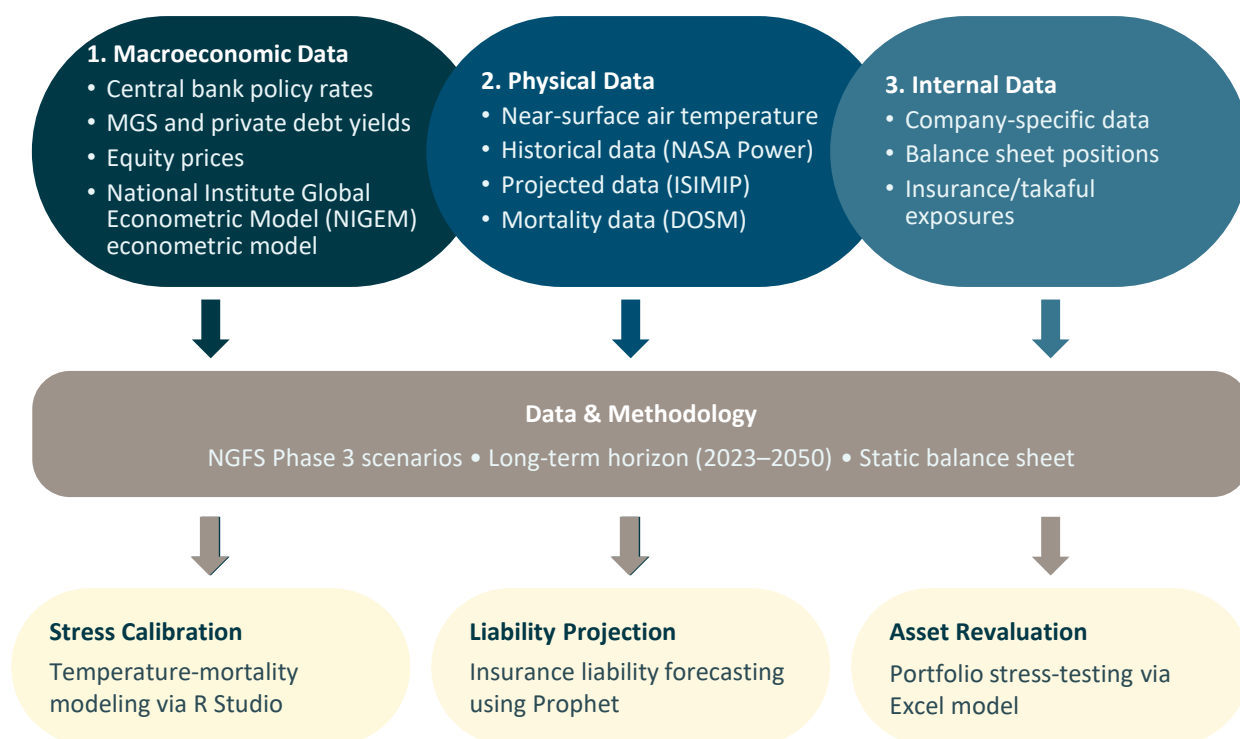 1. Macroeconomic Data
• Central bank policy rates
• MGS and private debt yields
• Equity prices
• National Institute Global
Econometric Model (NIGEM)
econometric model
2. Physical Data
• Near-surface air temperature
• Historical data (NASA Power)
• Projected data (ISIMIP)
• Mortality data (DOSM)
3. Internal Data
• Company-specific data
• Balance sheet positions
• Insurance/takaful
exposures
Data & Methodology
NGFS Phase 3 scenarios • Long-term horizon (2023–2050) • Static balance sheet
Stress Calibration
Temperature-mortality
modeling via R Studio
Liability Projection
Insurance liability forecasting
using Prophet
Asset Revaluation
Portfolio stress-testing via
Excel model